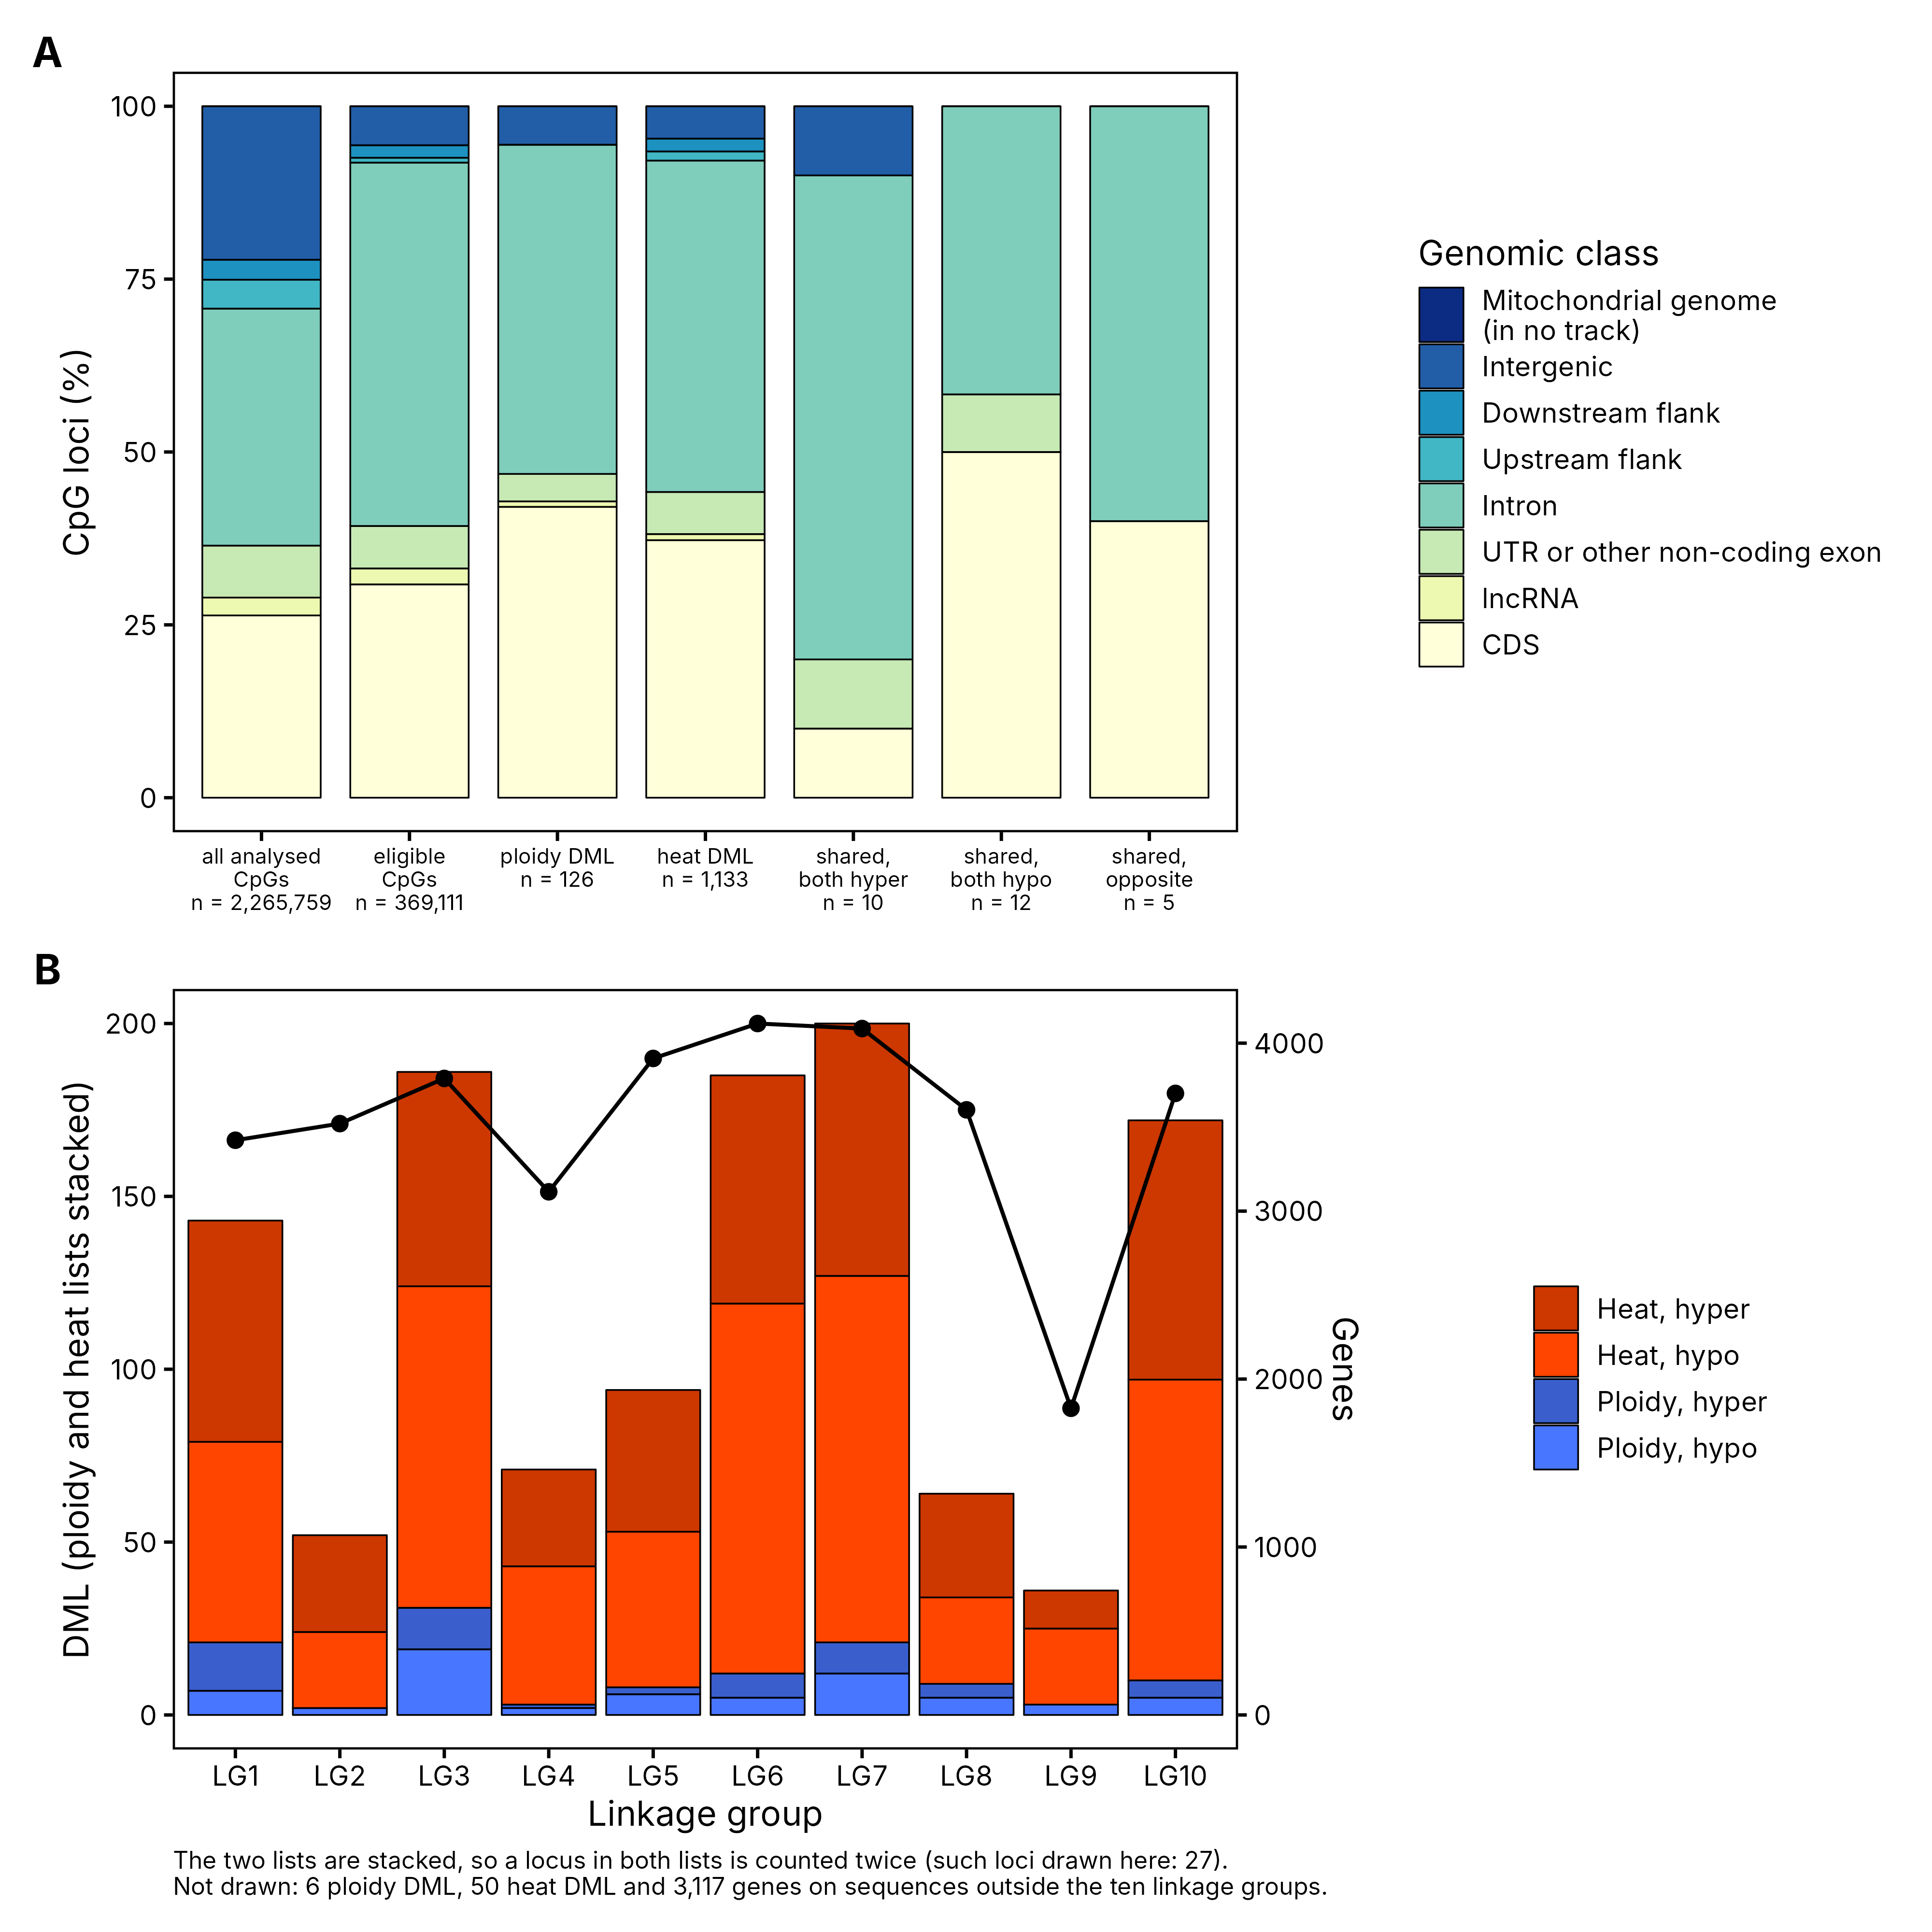 A
CpG loci (%)
100
75
50
25
0
all analysed
CpGs
n = 2,265,759
eligible
CpGs
n = 369,111
ploidy DML
n = 126
heat DML
n = 1,133
shared,
both hyper
n = 10
shared,
both hypo
n = 12
shared,
opposite
n = 5
Genomic class
Mitochondrial genome
(in no track)
Intergenic
Downstream flank
Upstream flank
Intron
UTR or other non-coding exon
lncRNA
CDS
B
DML (ploidy and heat lists stacked)
200
150
100
50
0
4000
3000
2000
1000
0
Genes
LG1
LG2
LG3
LG4
LG5
LG6
LG7
LG8
LG9
LG10
Linkage group
Heat, hyper
Heat, hypo
Ploidy, hyper
Ploidy, hypo
The two lists are stacked, so a locus in both lists is counted twice (such loci drawn here: 27).
Not drawn: 6 ploidy DML, 50 heat DML and 3,117 genes on sequences outside the ten linkage groups.